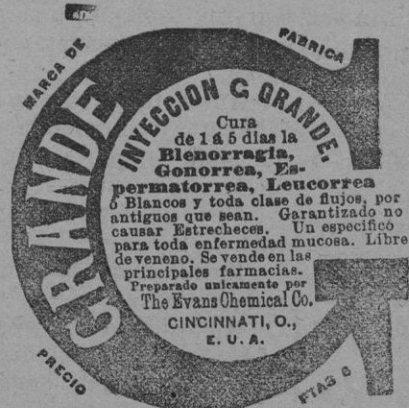 MARCA DE
FABRICA
GRANDE
INYECCION G GRANDE.
Cura
de 1 á 5 dias la
Blenorragia,
Gonorrea, Es-
permatorrea, Leucorrea
ó Blancos y toda clase de flujos, por
antiguos que sean. Garantizado no
causar Estrecheces. Un especificó
para toda enfermedad mucosa. Libre
de veneno. Se vende en las
principales farmacias.
Preparado unicamente por
The Evans Chemical Co.
CINCINNATI, O.,
E. U. A.
PRECIO
PTAS 6